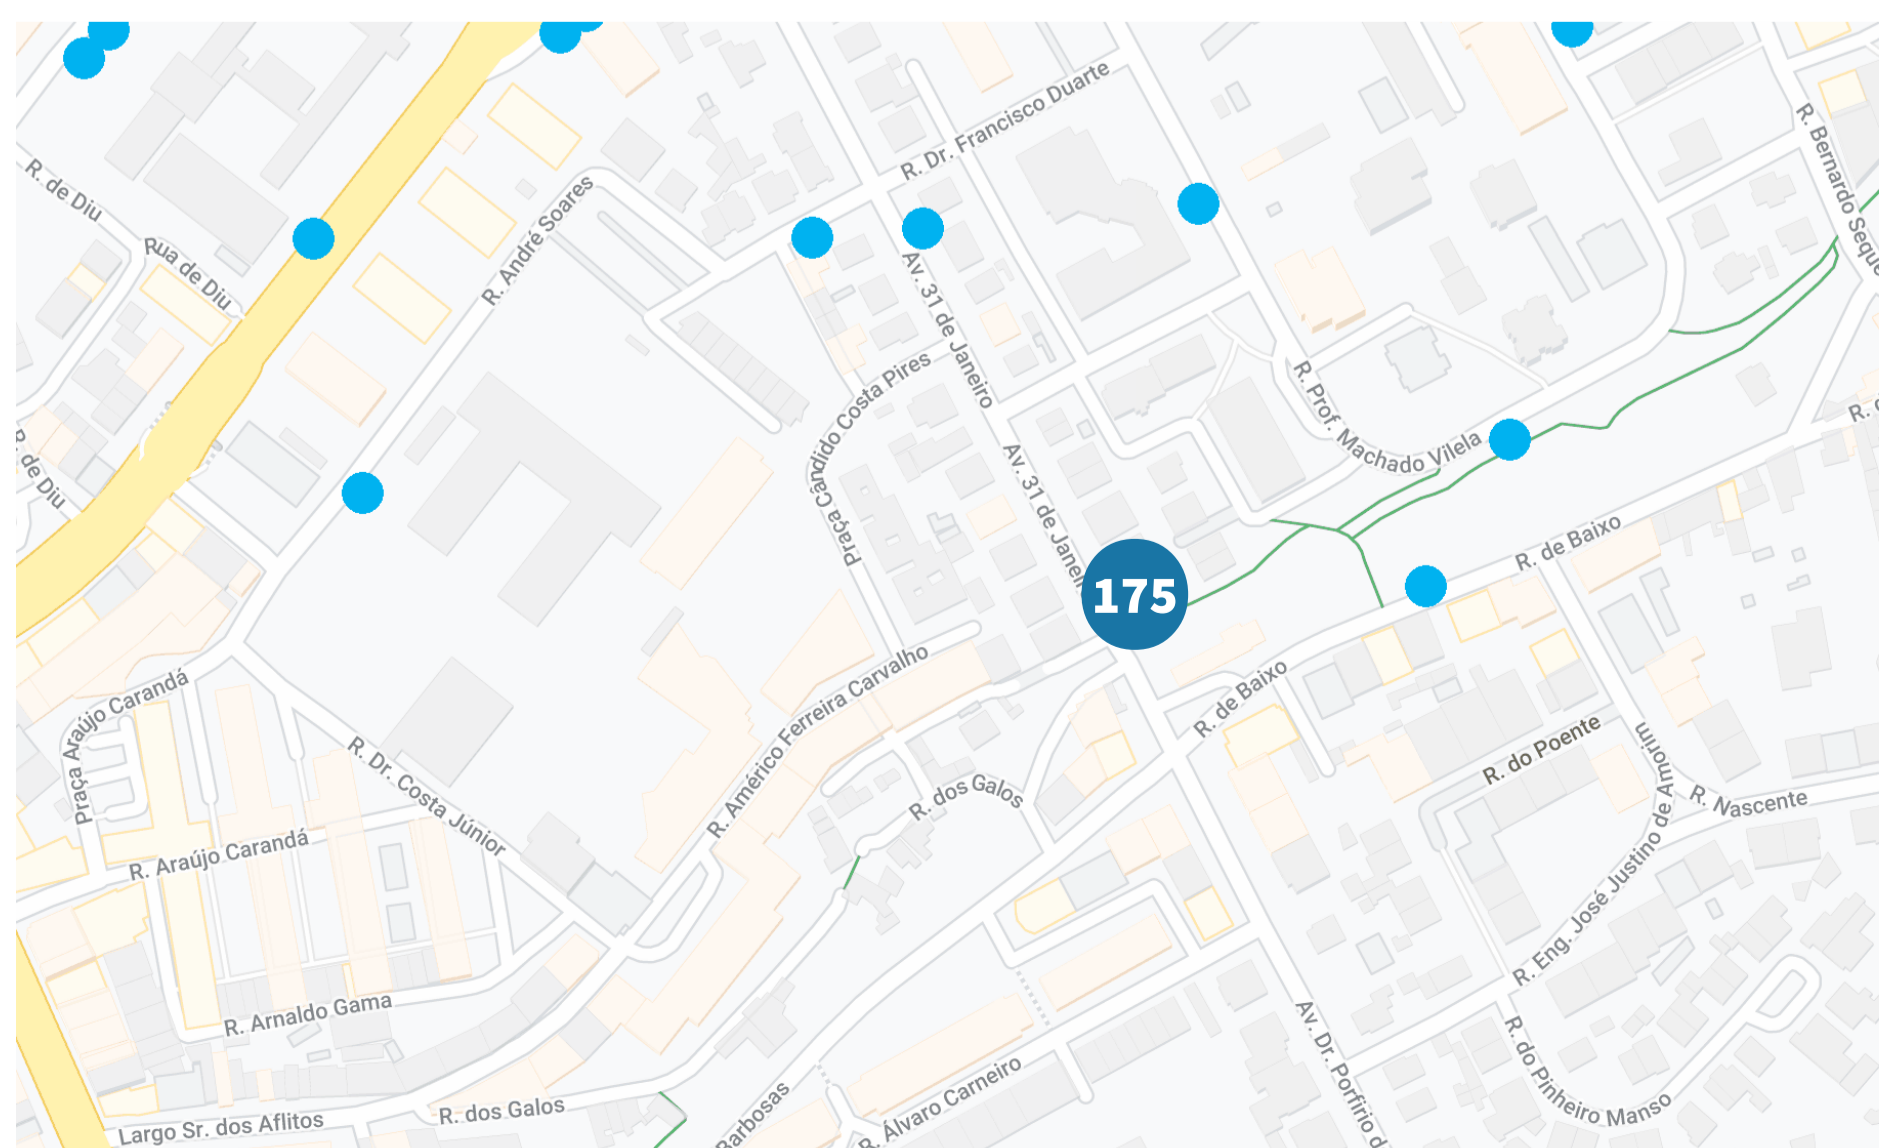 R. Dr. Francisco Duarte
R. Bernardo Seque
R. de Diu
Rua de Diu
R. André Soares
Av. 31 de Janeiro
Praça Cândido Costa Pires
R. Prof. Machado Vilela
R. de Diu
Av. 31 de Janeir
175
R. de Baixo
R. de Baixo
R. Américo Ferreira Carvalho
Praça Araújo Carandá
R. do Poente
R. Dr. Costa Júnior
R. dos Galos
R. Nascente
R. Araújo Carandá
R. Eng. José Justino de Amorim
R. Arnaldo Gama
Av. Dr. Porfírio d
R. do Pinheiro Manso
R. dos Galos
Largo Sr. dos Aflitos
Barbosas
R. Álvaro Carneiro